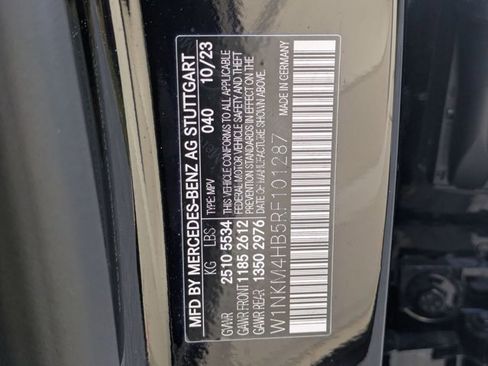 MFD BY MERCEDES-BENZ AG STUTTGART
KG LBS TYPE: MPV 040 10/23
GVWR 2510 5534 THIS VEHICLE CONFORMS TO ALL APPLICABLE
GAWR FRONT 1185 2612 FEDERAL MOTOR VEHICLE SAFETY AND THEFT
PREVENTION STANDARDS IN EFFECT ON THE
GAWR REAR 1350 2976 DATE OF MANUFACTURE SHOWN ABOVE.
W1NKM4HB5RF101287 MADE IN GERMANY